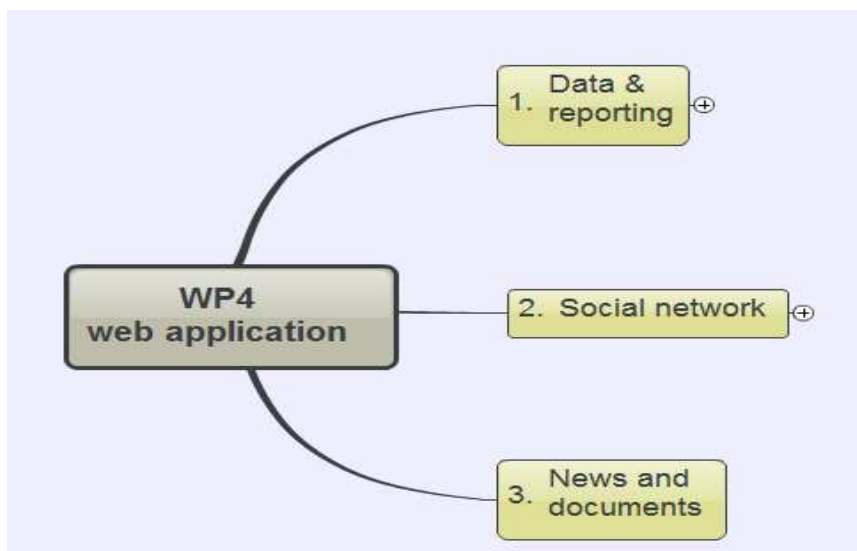 1. Data &
reporting
WP4
web application
2. Social network
3. News and
documents